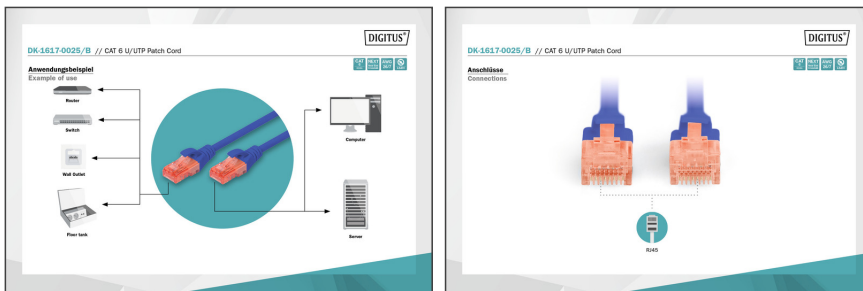 DIGITUS®
DK-1617-0025/B // CAT 6 U/UTP Patch Cord
Anwendungsbeispiel
Example of use
Router
Switch
Wall Outlet
Floor tank
Computer
Server
DIGITUS®
DK-1617-0025/B // CAT 6 U/UTP Patch Cord
Anschlüsse
Connections
RJ45